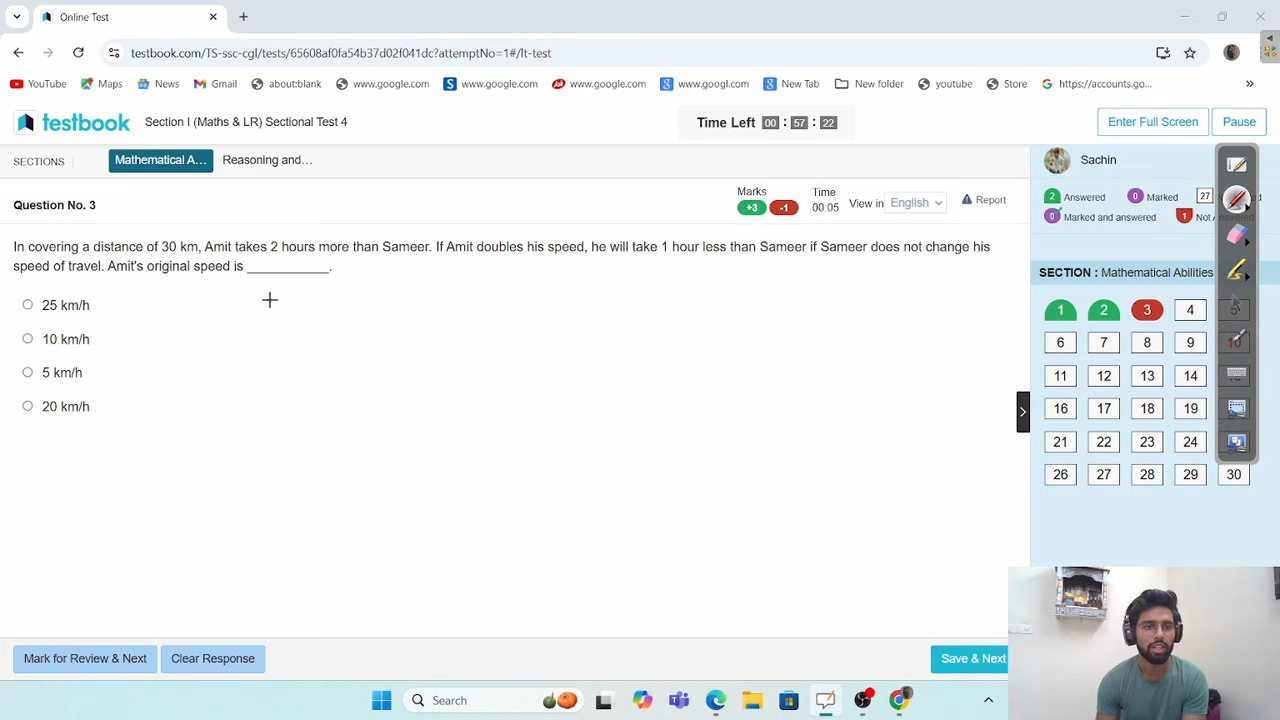 Online Test
testbook.com/TS-ssc-cgl/tests/65608af0fa54b37d02f041dc?attemptNo=1#/lt-test
YouTube Maps News Gmail about:blank www.google.com www.google.com www.google.com www.googl.com New Tab New folder youtube Store https://accounts.go...
testbook Section I (Maths & LR) Sectional Test 4 Time Left 00 : 57 : 22 Enter Full Screen Pause
SECTIONS Mathematical A... Reasoning and... Sachin
Question No. 3 Marks +3 -1 Time 00:05 View in English Report
2 Answered 0 Marked 27
0 Marked and answered 1 Not Answered
In covering a distance of 30 km, Amit takes 2 hours more than Sameer. If Amit doubles his speed, he will take 1 hour less than Sameer if Sameer does not change his
speed of travel. Amit's original speed is ___________.
SECTION : Mathematical Abilities
25 km/h
10 km/h
5 km/h
20 km/h
1 2 3 4 5
6 7 8 9 10
11 12 13 14
16 17 18 19
21 22 23 24
26 27 28 29 30
Mark for Review & Next Clear Response Save & Next
Search